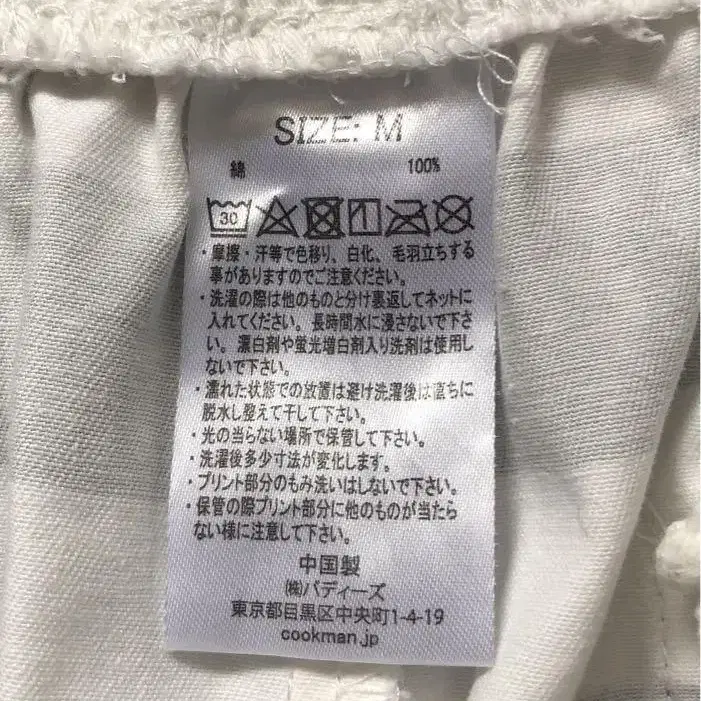 SIZE: M
綿 100%
30
・摩擦・汗等で色移り、白化、毛羽立ちする
事がありますのでご注意ください。
・洗濯の際は他のものと分け裏返してネットに
入れてください。長時間水に浸さないで下さ
い。漂白剤や蛍光増白剤入り洗剤は使用し
ないで下さい。
・濡れた状態での放置は避け洗濯後は直ちに
脱水し整えて干して下さい。
・光の当らない場所で保管して下さい。
・洗濯後多少寸法が変化します。
・プリント部分のもみ洗いはしないで下さい。
・保管の際プリント部分に他のものが当たら
ない様に注意して下さい。
中国製
㈱バディーズ
東京都目黒区中央町1-4-19
cookman.jp